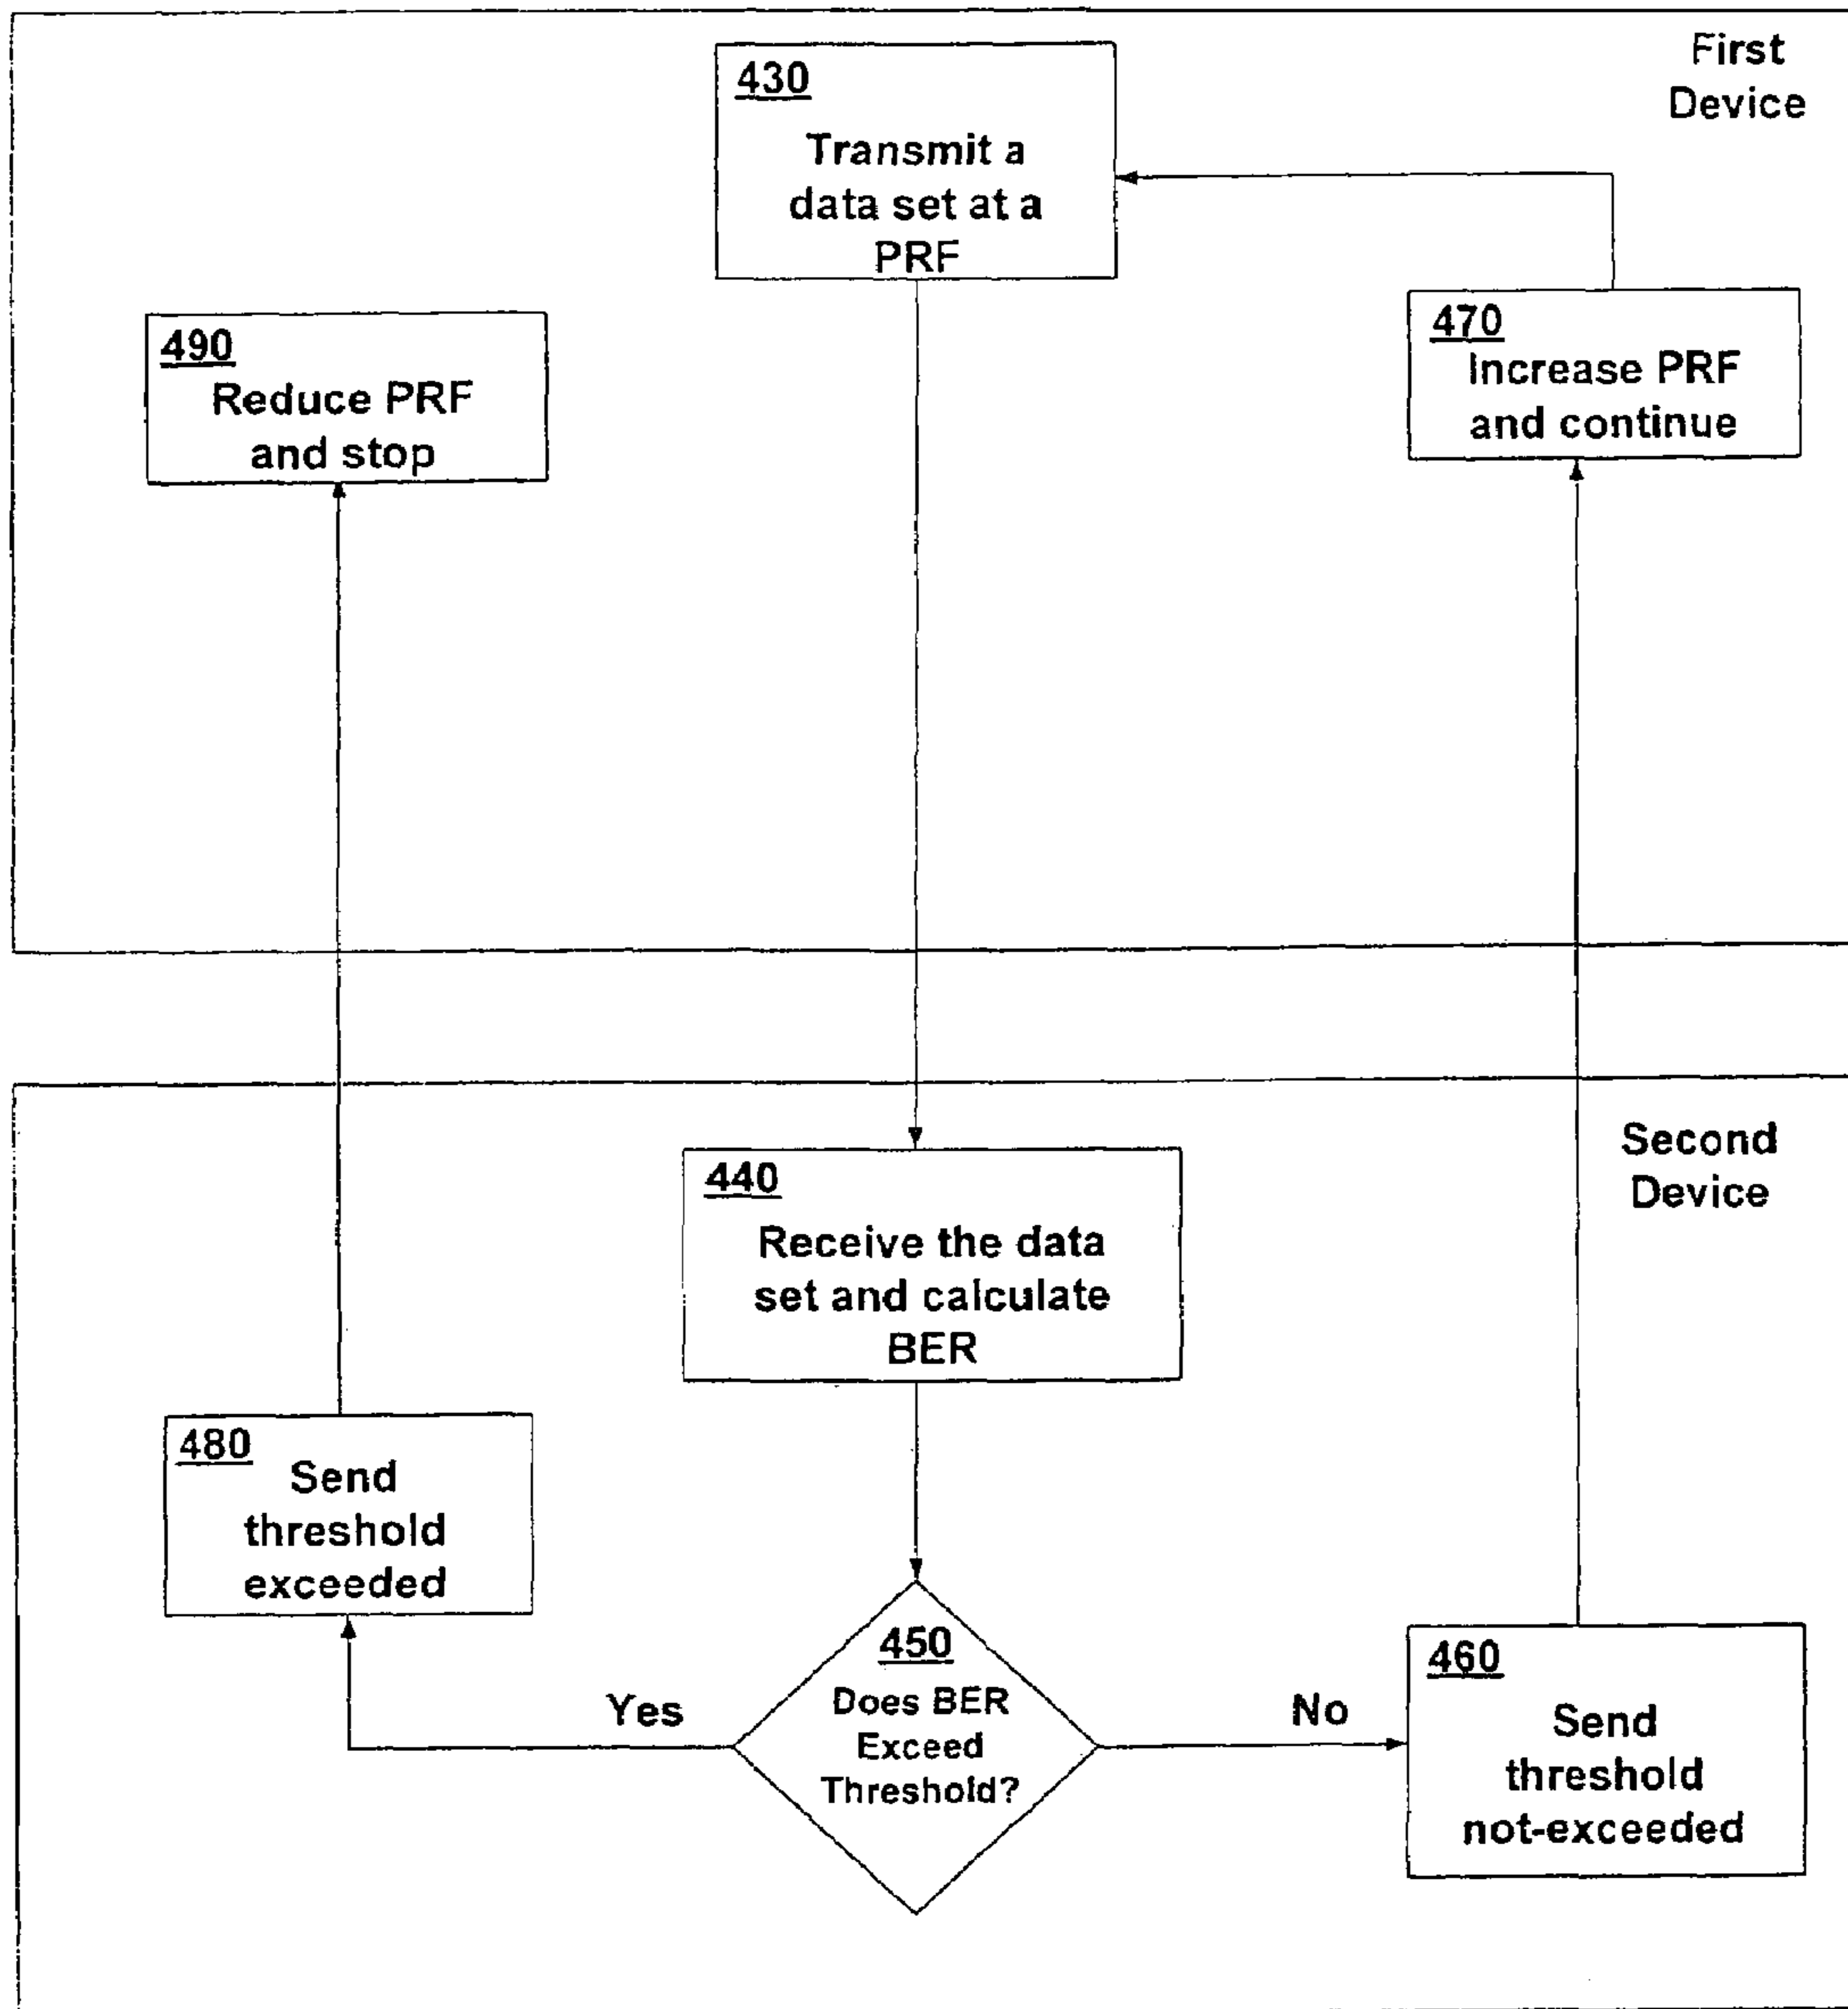 First
Device
430
Transmit a
data set at a
PRF
490
Reduce PRF
and stop
470
Increase PRF
and continue
Second
Device
440
Receive the data
set and calculate
BER
480
Send
threshold
exceeded
450
Does BER
Exceed
Threshold?
Yes
No
460
Send
threshold
not-exceeded